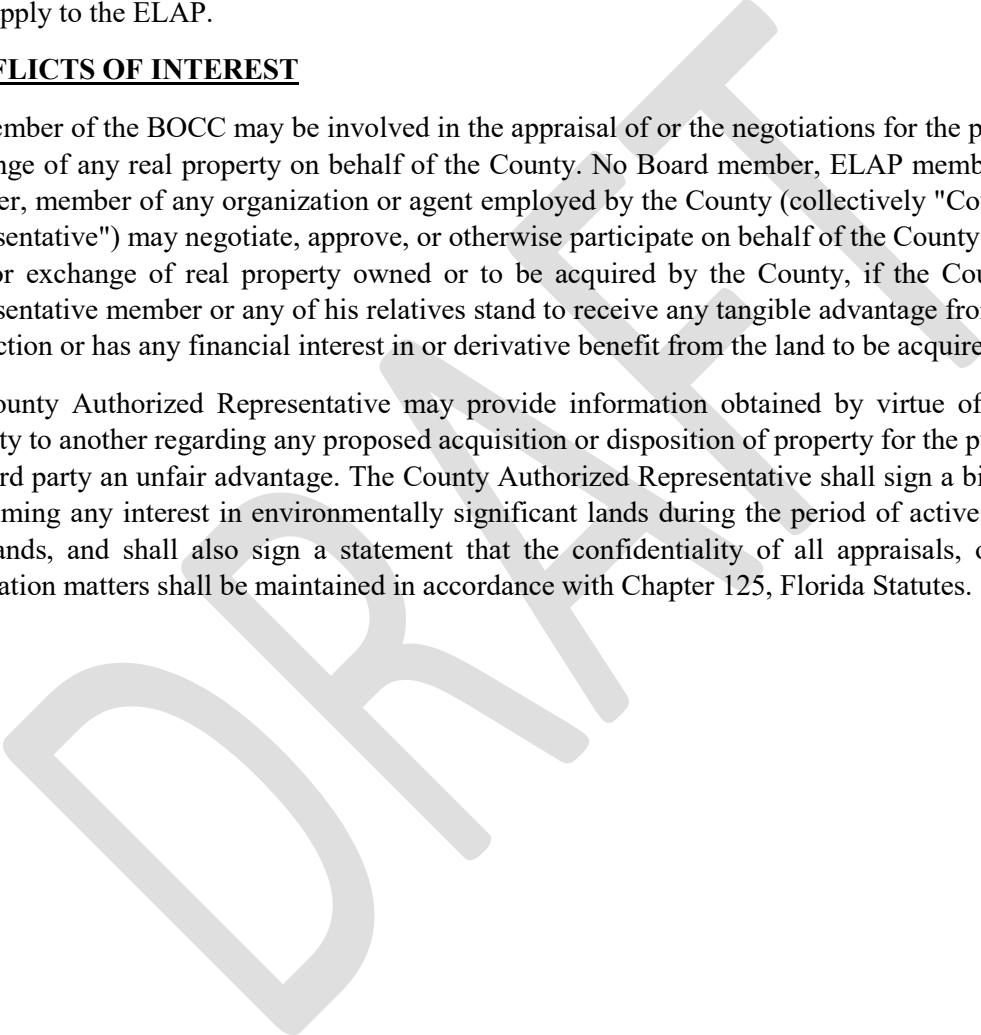 pply to the ELAP.
FLICTS OF INTEREST
ember of the BOCC may be involved in the appraisal of or the negotiations for the p
nge of any real property on behalf of the County. No Board member, ELAP memb
er, member of any organization or agent employed by the County (collectively "Cou
sentative") may negotiate, approve, or otherwise participate on behalf of the County
or exchange of real property owned or to be acquired by the County, if the Cou
sentative member or any of his relatives stand to receive any tangible advantage fro
ction or has any financial interest in or derivative benefit from the land to be acquire
ounty Authorized Representative may provide information obtained by virtue of
ty to another regarding any proposed acquisition or disposition of property for the pu
rd party an unfair advantage. The County Authorized Representative shall sign a bi
ming any interest in environmentally significant lands during the period of active
ands, and shall also sign a statement that the confidentiality of all appraisals, o
ation matters shall be maintained in accordance with Chapter 125, Florida Statutes.
DRAFT